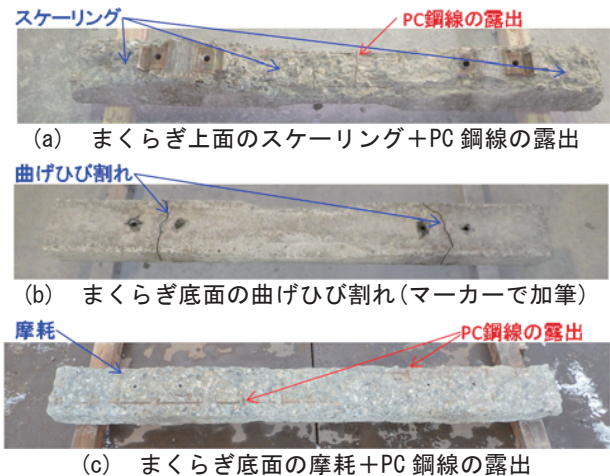 スケーリング PC鋼線の露出
(a) まくらぎ上面のスケーリング＋PC鋼線の露出
曲げひび割れ
(b) まくらぎ底面の曲げひび割れ(マーカーで加筆)
摩耗 PC鋼線の露出
(c) まくらぎ底面の摩耗＋PC鋼線の露出